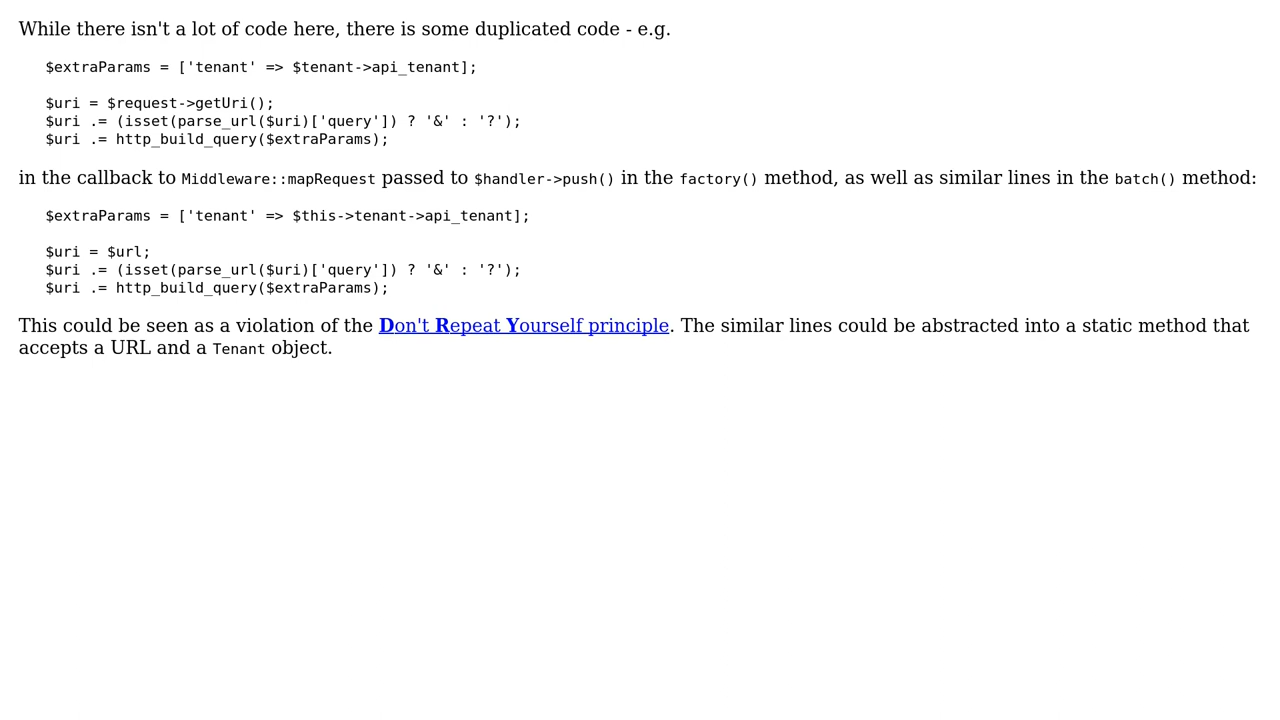 While there isn't a lot of code here, there is some duplicated code - e.g.
$extraParams = ['tenant' => $tenant->api_tenant];
$uri = $request->getUri();
$uri .= (isset(parse_url($uri)['query']) ? '&' : '?');
$uri .= http_build_query($extraParams);
in the callback to Middleware::mapRequest passed to $handler->push() in the factory() method, as well as similar lines in the batch() method:
$extraParams = ['tenant' => $this->tenant->api_tenant];
$uri = $url;
$uri .= (isset(parse_url($uri)['query']) ? '&' : '?');
$uri .= http_build_query($extraParams);
This could be seen as a violation of the Don't Repeat Yourself principle. The similar lines could be abstracted into a static method that
accepts a URL and a Tenant object.